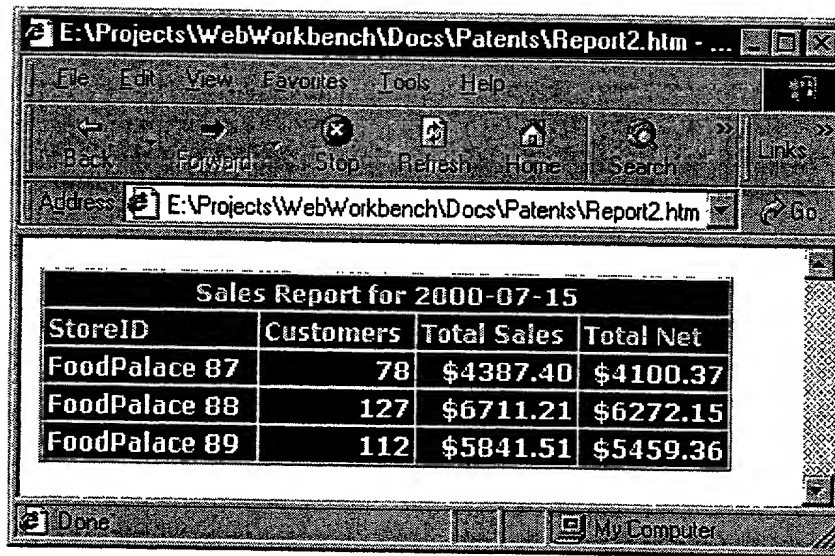 E:\Projects\WebWorkbench\Docs\Patents\Report2.htm - ...
File Edit View Favorites Tools Help
Back Forward Stop Refresh Home Search Links
Address E:\Projects\WebWorkbench\Docs\Patents\Report2.htm Go
Sales Report for 2000-07-15
StoreID Customers Total Sales Total Net
FoodPalace 87 78 $4387.40 $4100.37
FoodPalace 88 127 $6711.21 $6272.15
FoodPalace 89 112 $5841.51 $5459.36
Done My Computer